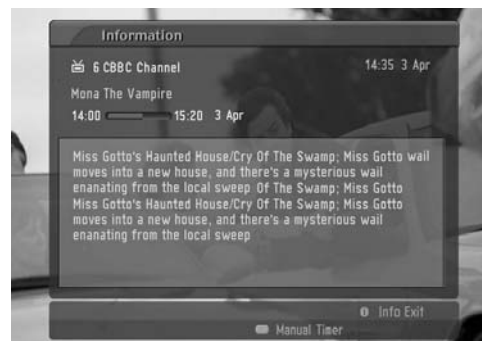 Information
6 CBBC Channel 14:35 3 Apr
Mona The Vampire
14:00 15:20 3 Apr
Miss Gotto's Haunted House/Cry Of The Swamp; Miss Gotto wail
moves into a new house, and there's a mysterious wail
enanating from the local sweep Of The Swamp; Miss Gotto
Miss Gotto's Haunted House/Cry Of The Swamp; Miss Gotto
moves into a new house, and there's a mysterious wail
enanating from the local sweep
i Info Exit
Manual Timer